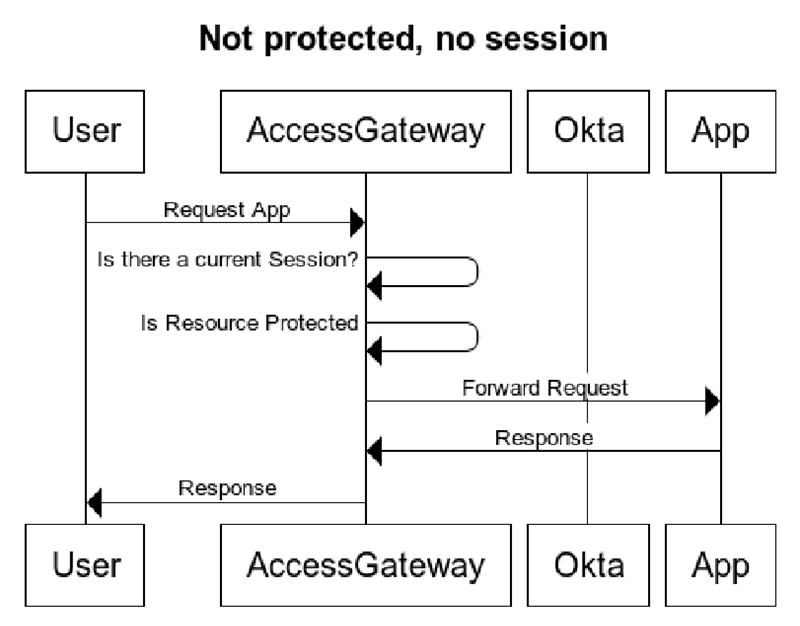 Not protected, no session
User
AccessGateway
Okta
App
Request App
Is there a current Session?
Is Resource Protected
Forward Request
Response
Response
User
AccessGateway
Okta
App